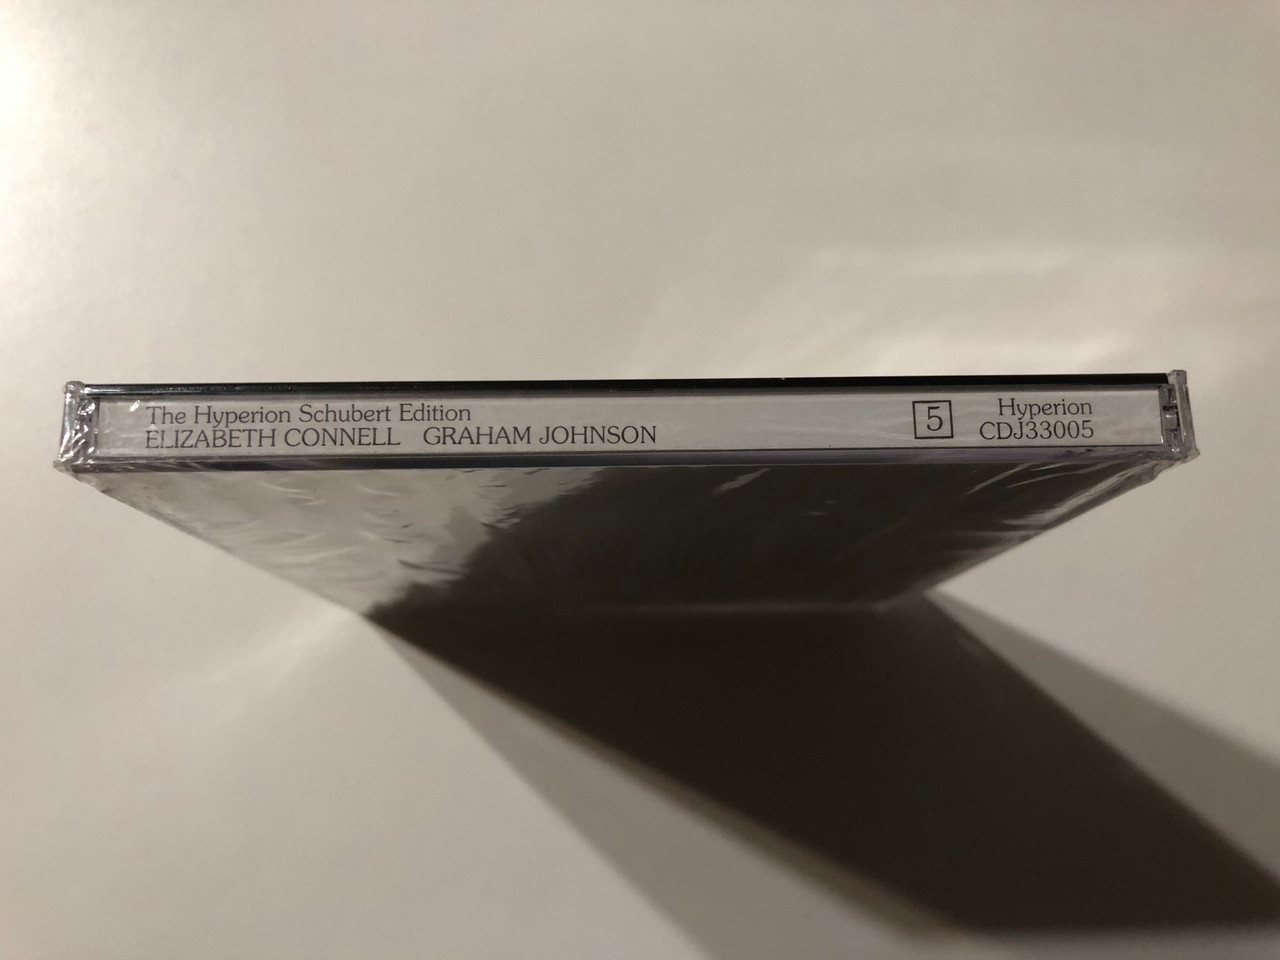 The Hyperion Schubert Edition
ELIZABETH CONNELL GRAHAM JOHNSON
5
Hyperion
CDJ33005